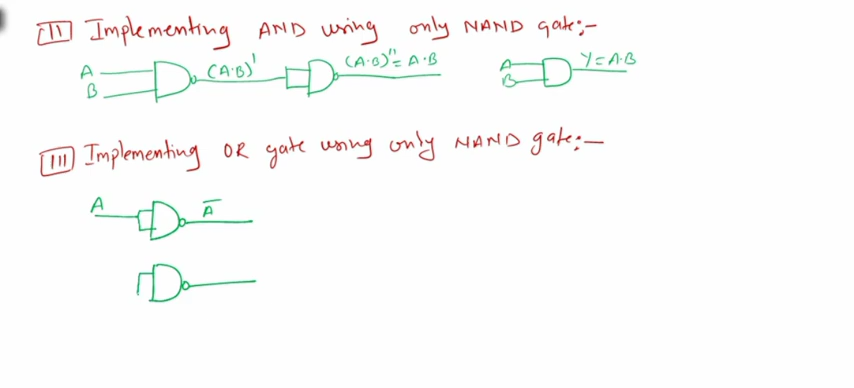 II Implementing AND using only NAND gate:-
A
B
(A·B)'
(A·B)''= A·B
A
B
Y=A·B
III Implementing OR gate using only NAND gate:-
A
A̅